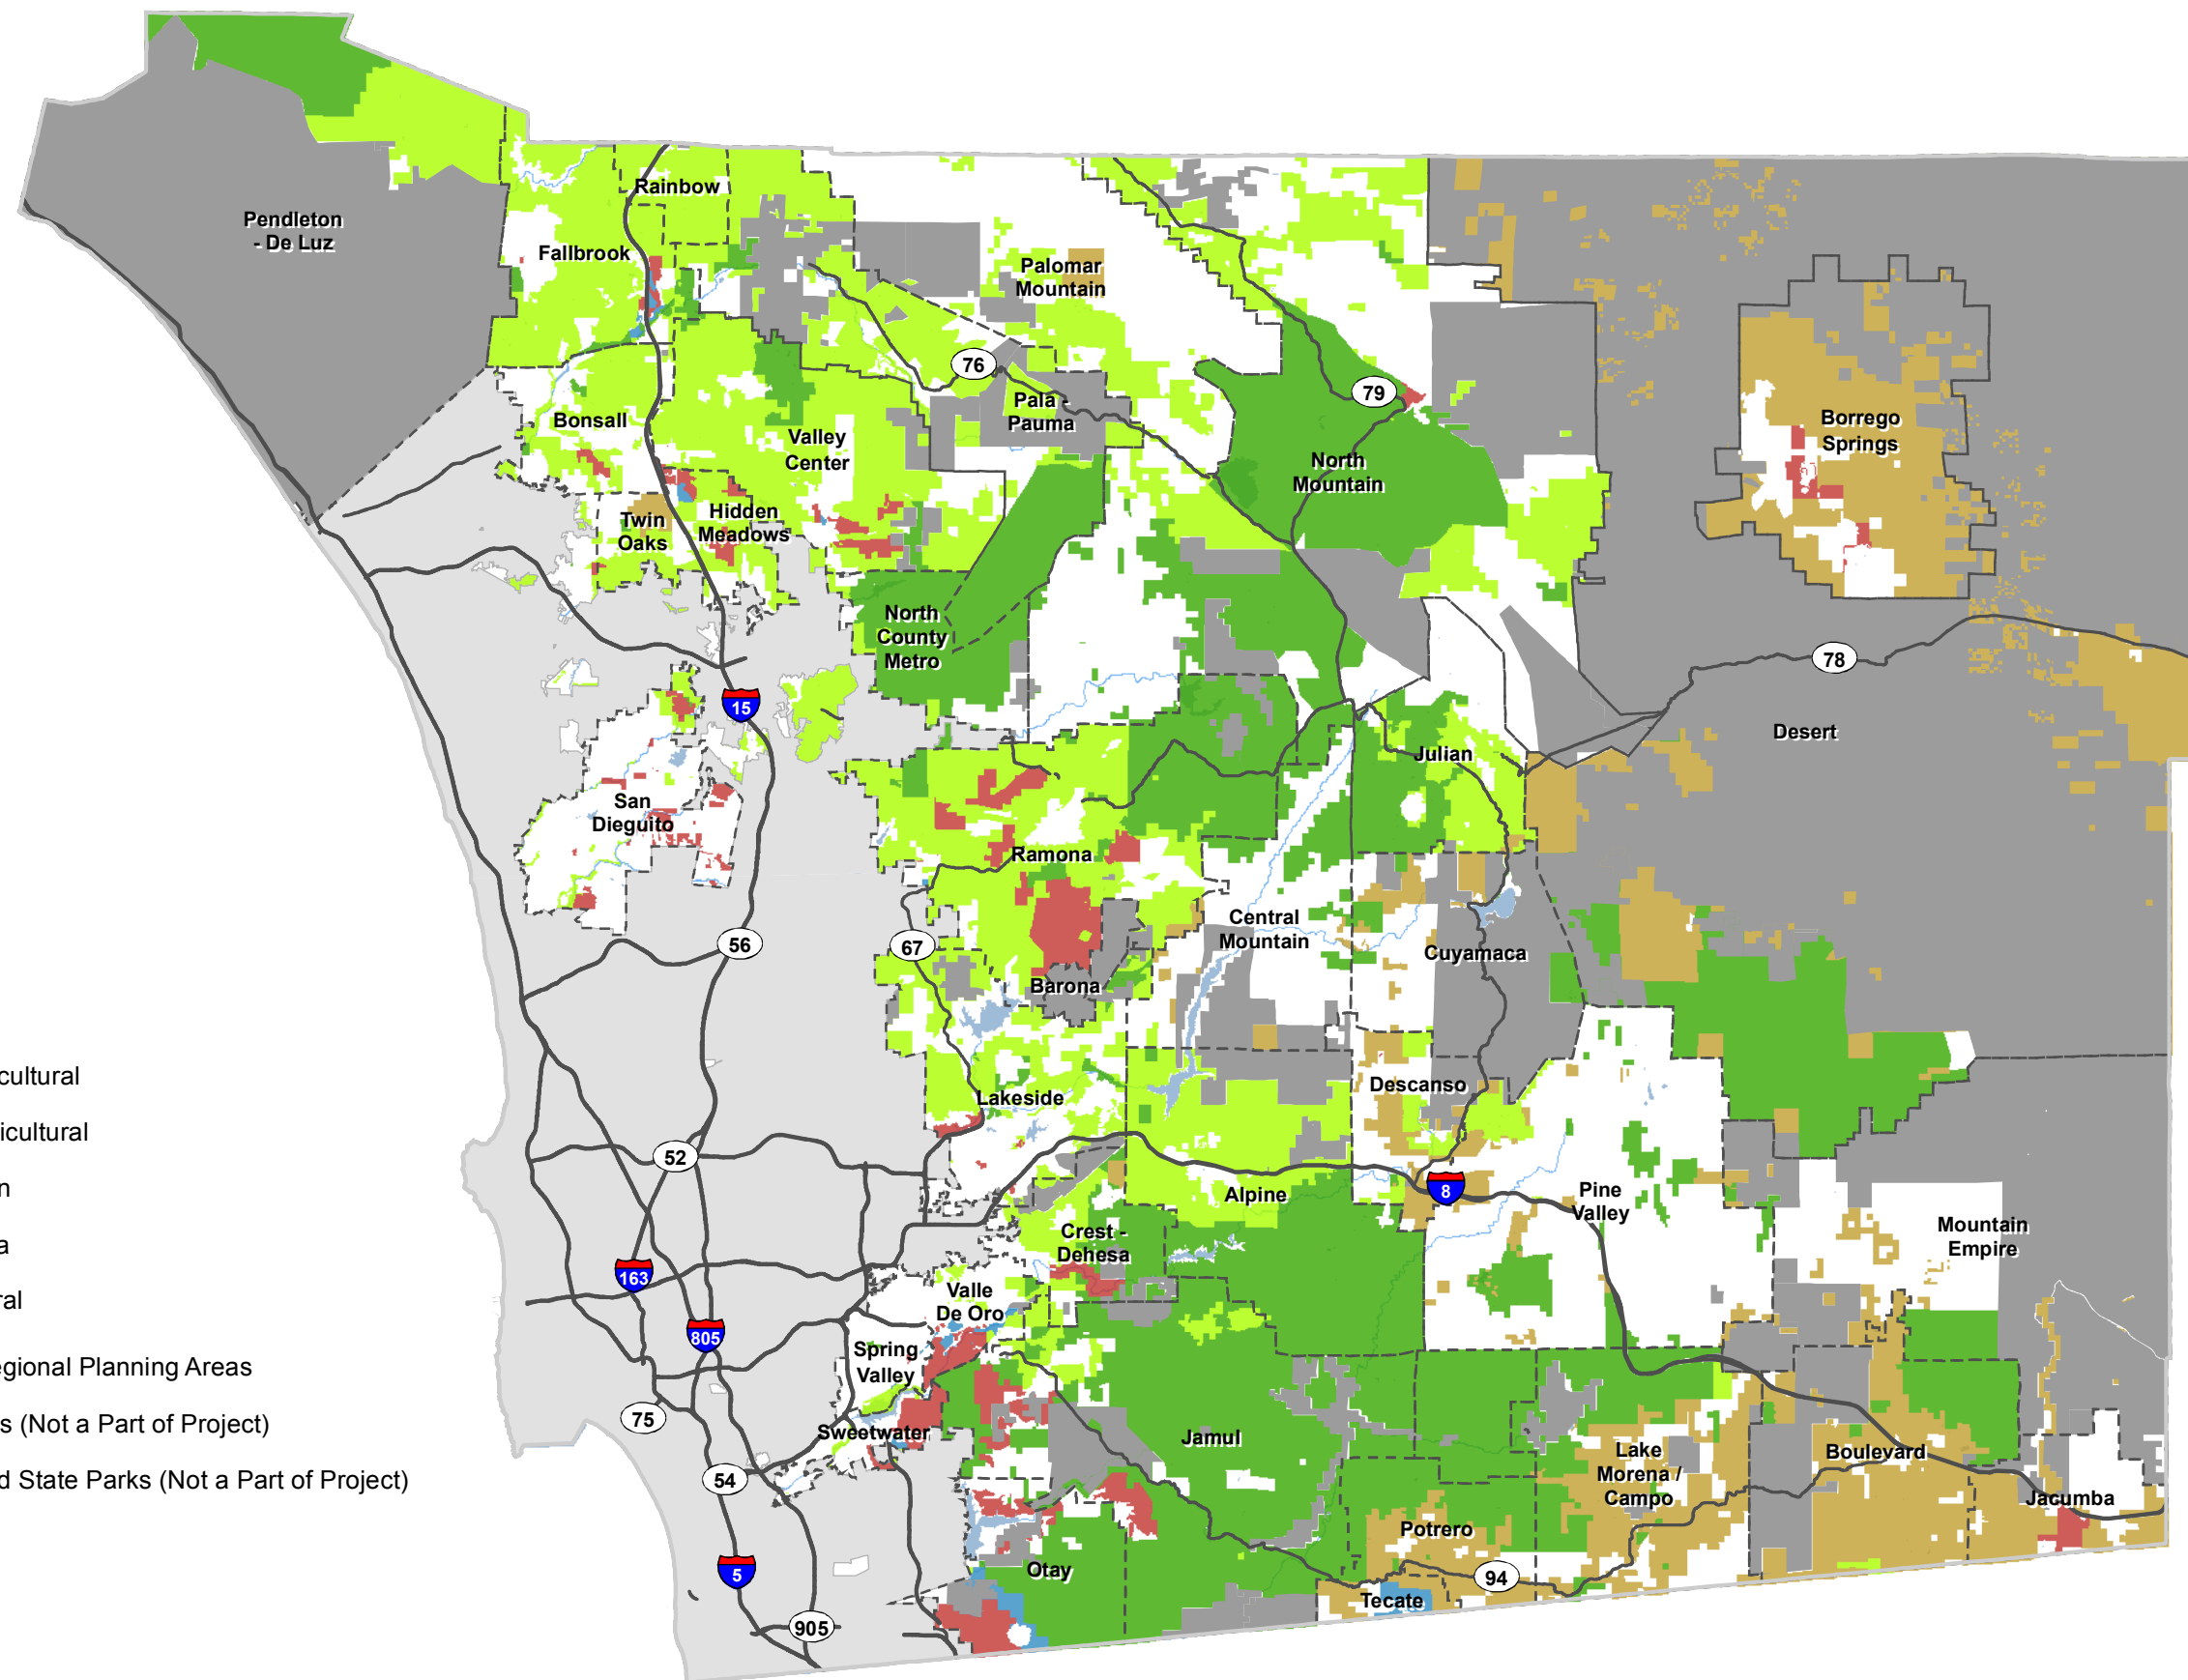 Pendleton
- De Luz
Rainbow
Fallbrook
Palomar
Mountain
76
79
Pala -
Pauma
Bonsall
Valley
Center
Borrego
Springs
North
Mountain
Twin
Oaks
Hidden
Meadows
North
County
Metro
78
15
Desert
Julian
San
Dieguito
Ramona
Central
Mountain
56
67
Cuyamaca
Barona
cultural
Descanso
Lakeside
icultural
52
n
8
Alpine
Pine
Valley
Crest -
Dehesa
Mountain
Empire
a
163
Valle
De Oro
ral
805
Spring
Valley
egional Planning Areas
75
s (Not a Part of Project)
Sweetwater
Jamul
Lake
Morena /
Campo
Boulevard
54
d State Parks (Not a Part of Project)
Jacumba
Potrero
5
Otay
94
Tecate
905